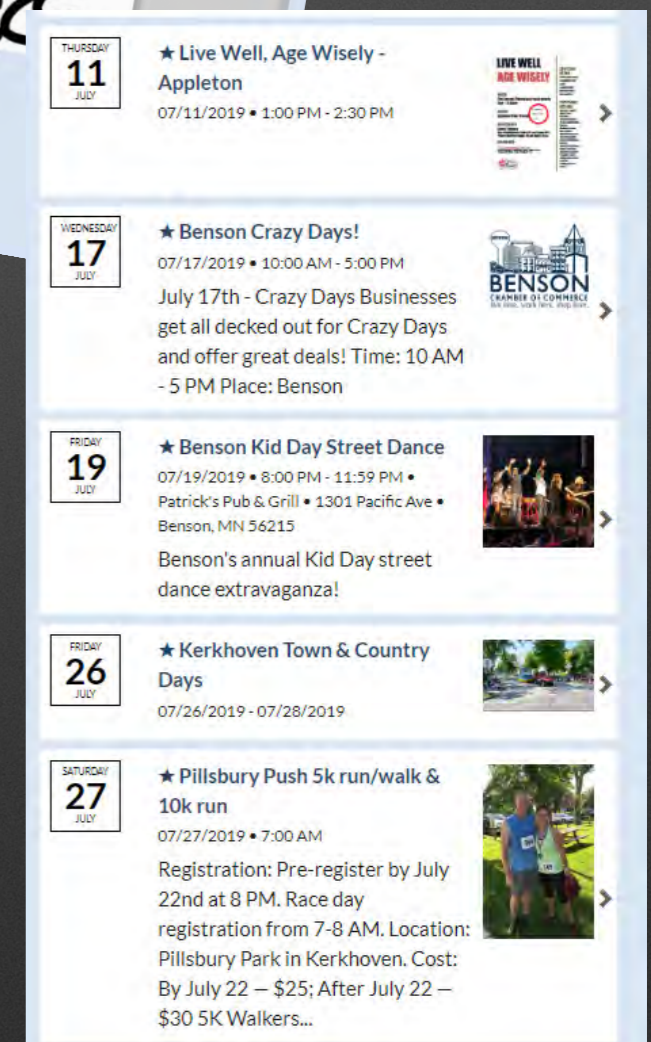 THURSDAY
11
JULY
★ Live Well, Age Wisely -
Appleton
07/11/2019 • 1:00 PM - 2:30 PM
LIVE WELL
AGE WISELY
WEDNESDAY
17
JULY
★ Benson Crazy Days!
07/17/2019 • 10:00 AM - 5:00 PM
July 17th - Crazy Days Businesses
get all decked out for Crazy Days
and offer great deals! Time: 10 AM
- 5 PM Place: Benson
BENSON
CHAMBER OF COMMERCE
FRIDAY
19
JULY
★ Benson Kid Day Street Dance
07/19/2019 • 8:00 PM - 11:59 PM •
Patrick's Pub & Grill • 1301 Pacific Ave •
Benson, MN 56215
Benson's annual Kid Day street
dance extravaganza!
FRIDAY
26
JULY
★ Kerkhoven Town & Country
Days
07/26/2019 - 07/28/2019
SATURDAY
27
JULY
★ Pillsbury Push 5k run/walk &
10k run
07/27/2019 • 7:00 AM
Registration: Pre-register by July
22nd at 8 PM. Race day
registration from 7-8 AM. Location:
Pillsbury Park in Kerkhoven. Cost:
By July 22 — $25; After July 22 —
$30 5K Walkers...